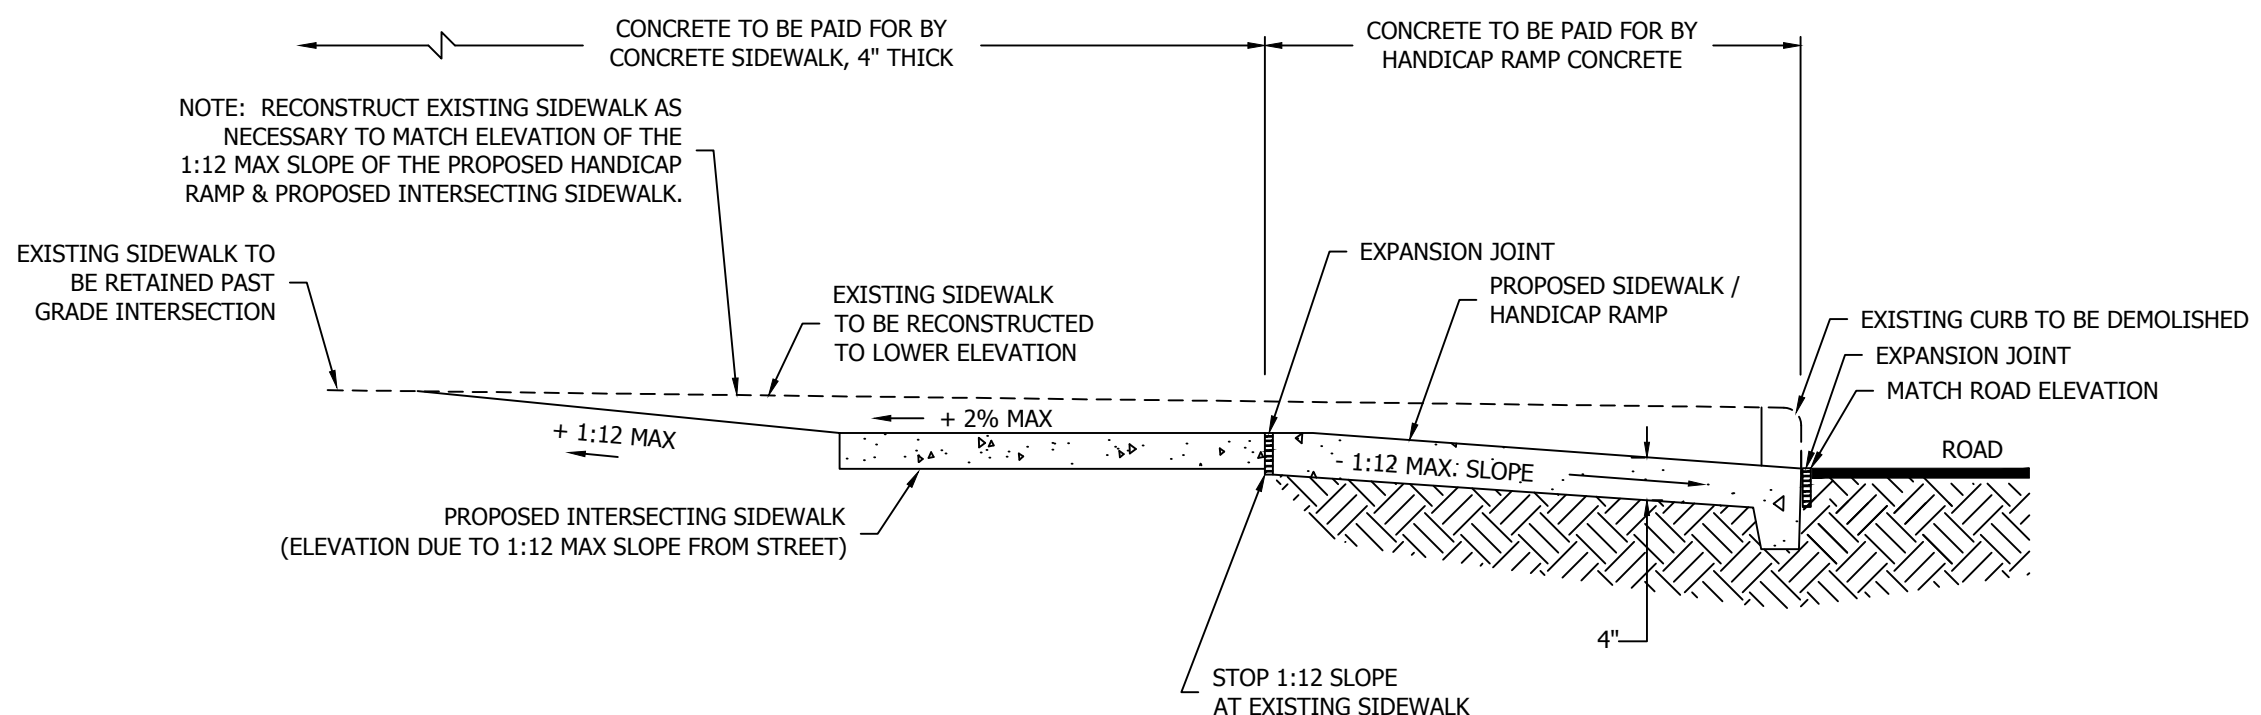 CONCRETE TO BE PAID FOR BY
CONCRETE SIDEWALK, 4" THICK
CONCRETE TO BE PAID FOR BY
HANDICAP RAMP CONCRETE
NOTE: RECONSTRUCT EXISTING SIDEWALK AS
NECESSARY TO MATCH ELEVATION OF THE
1:12 MAX SLOPE OF THE PROPOSED HANDICAP
RAMP & PROPOSED INTERSECTING SIDEWALK.
EXISTING SIDEWALK TO
BE RETAINED PAST
GRADE INTERSECTION
EXISTING SIDEWALK
TO BE RECONSTRUCTED
TO LOWER ELEVATION
EXPANSION JOINT
PROPOSED SIDEWALK /
HANDICAP RAMP
EXISTING CURB TO BE DEMOLISHED
EXPANSION JOINT
MATCH ROAD ELEVATION
+ 2% MAX
+ 1:12 MAX
- 1:12 MAX. SLOPE
ROAD
PROPOSED INTERSECTING SIDEWALK
(ELEVATION DUE TO 1:12 MAX SLOPE FROM STREET)
4"
STOP 1:12 SLOPE
AT EXISTING SIDEWALK